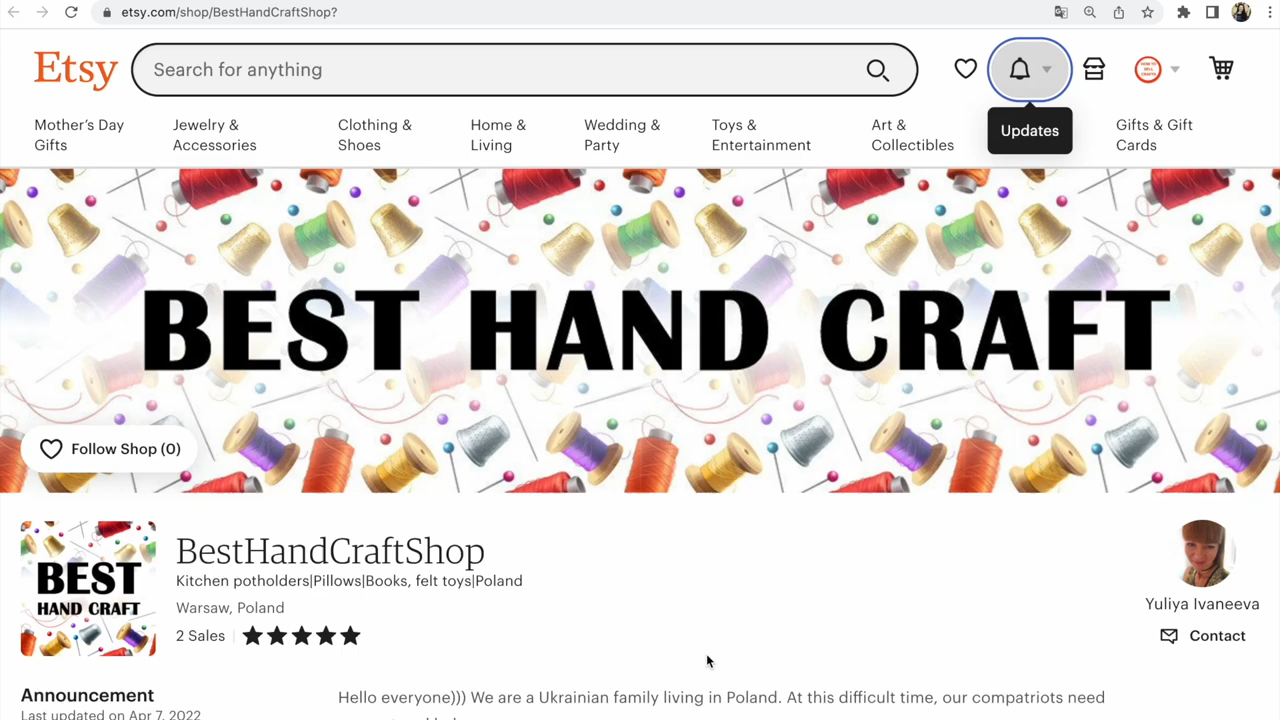 etsy.com/shop/BestHandCraftShop?
Etsy
Search for anything
Updates
Mother's Day Gifts
Jewelry & Accessories
Clothing & Shoes
Home & Living
Wedding & Party
Toys & Entertainment
Art & Collectibles
Gifts & Gift Cards
BEST HAND CRAFT
Follow Shop (0)
BEST
HAND CRAFT
BestHandCraftShop
Kitchen potholders|Pillows|Books, felt toys|Poland
Warsaw, Poland
2 Sales
Yuliya Ivaneeva
Contact
Announcement
Last updated on Apr 7, 2022
Hello everyone))) We are a Ukrainian family living in Poland. At this difficult time, our compatriots need